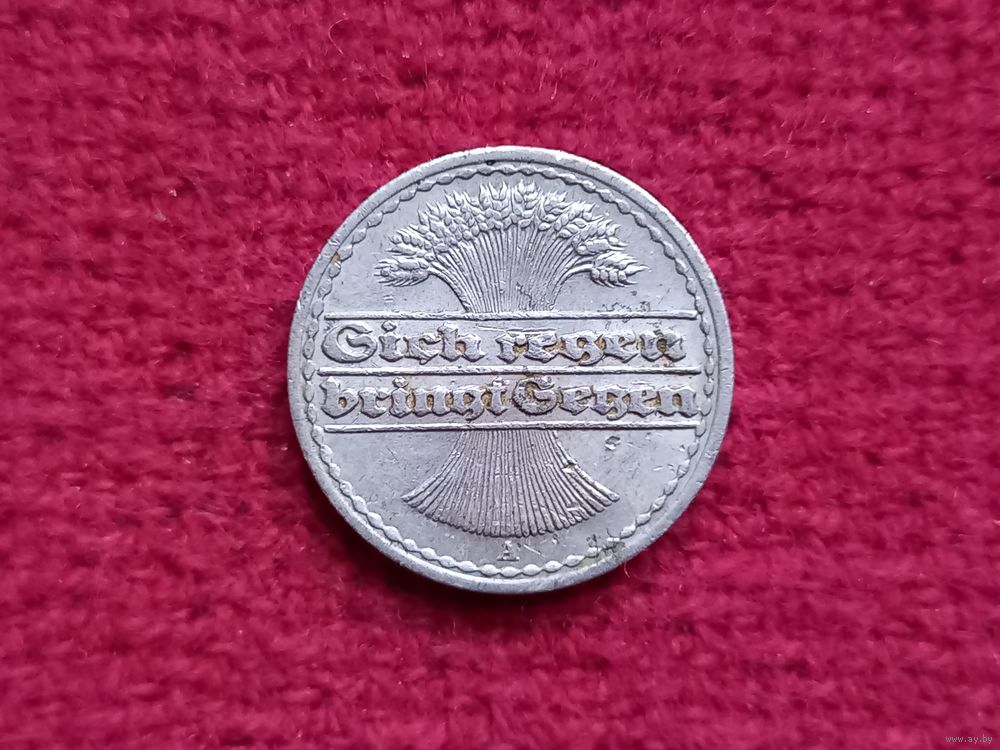 Sich regen
bringt Segen
A
www.ay.by